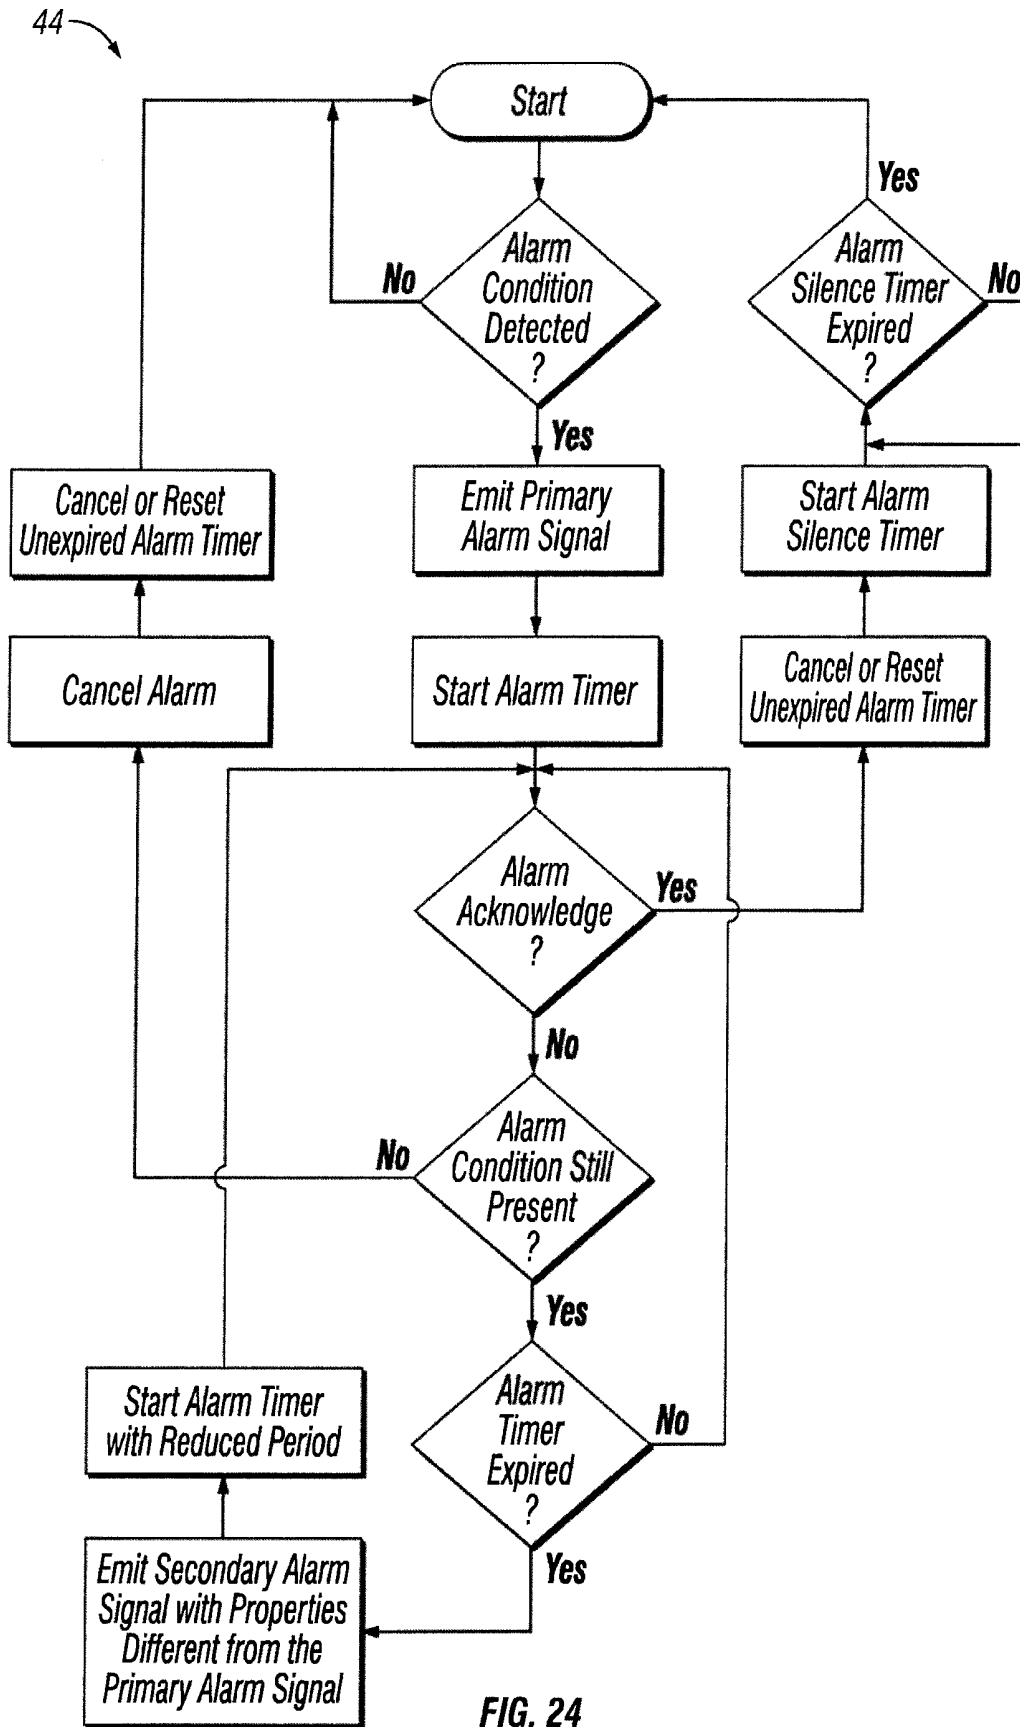 44
Start
Yes
Alarm
Condition
Detected
?
No
Alarm
Silence Timer
Expired
?
No
Yes
Cancel or Reset
Unexpired Alarm Timer
Emit Primary
Alarm Signal
Start Alarm
Silence Timer
Cancel Alarm
Start Alarm Timer
Cancel or Reset
Unexpired Alarm Timer
Alarm
Acknowledge
?
Yes
No
Alarm
Condition Still
Present
?
No
Yes
Start Alarm Timer
with Reduced Period
Alarm
Timer
Expired
?
No
Yes
Emit Secondary Alarm
Signal with Properties
Different from the
Primary Alarm Signal
FIG. 24